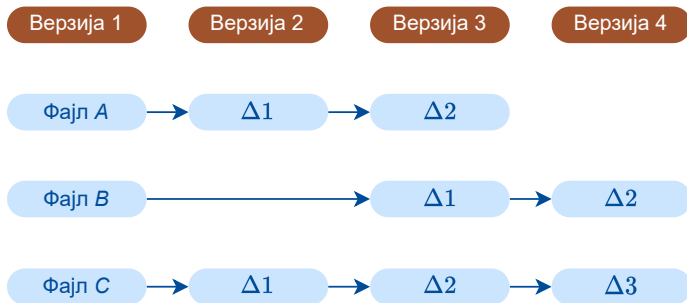 Верзија 1 Верзија 2 Верзија 3 Верзија 4
Фајл A Δ1 Δ2
Фајл B Δ1 Δ2
Фајл C Δ1 Δ2 Δ3